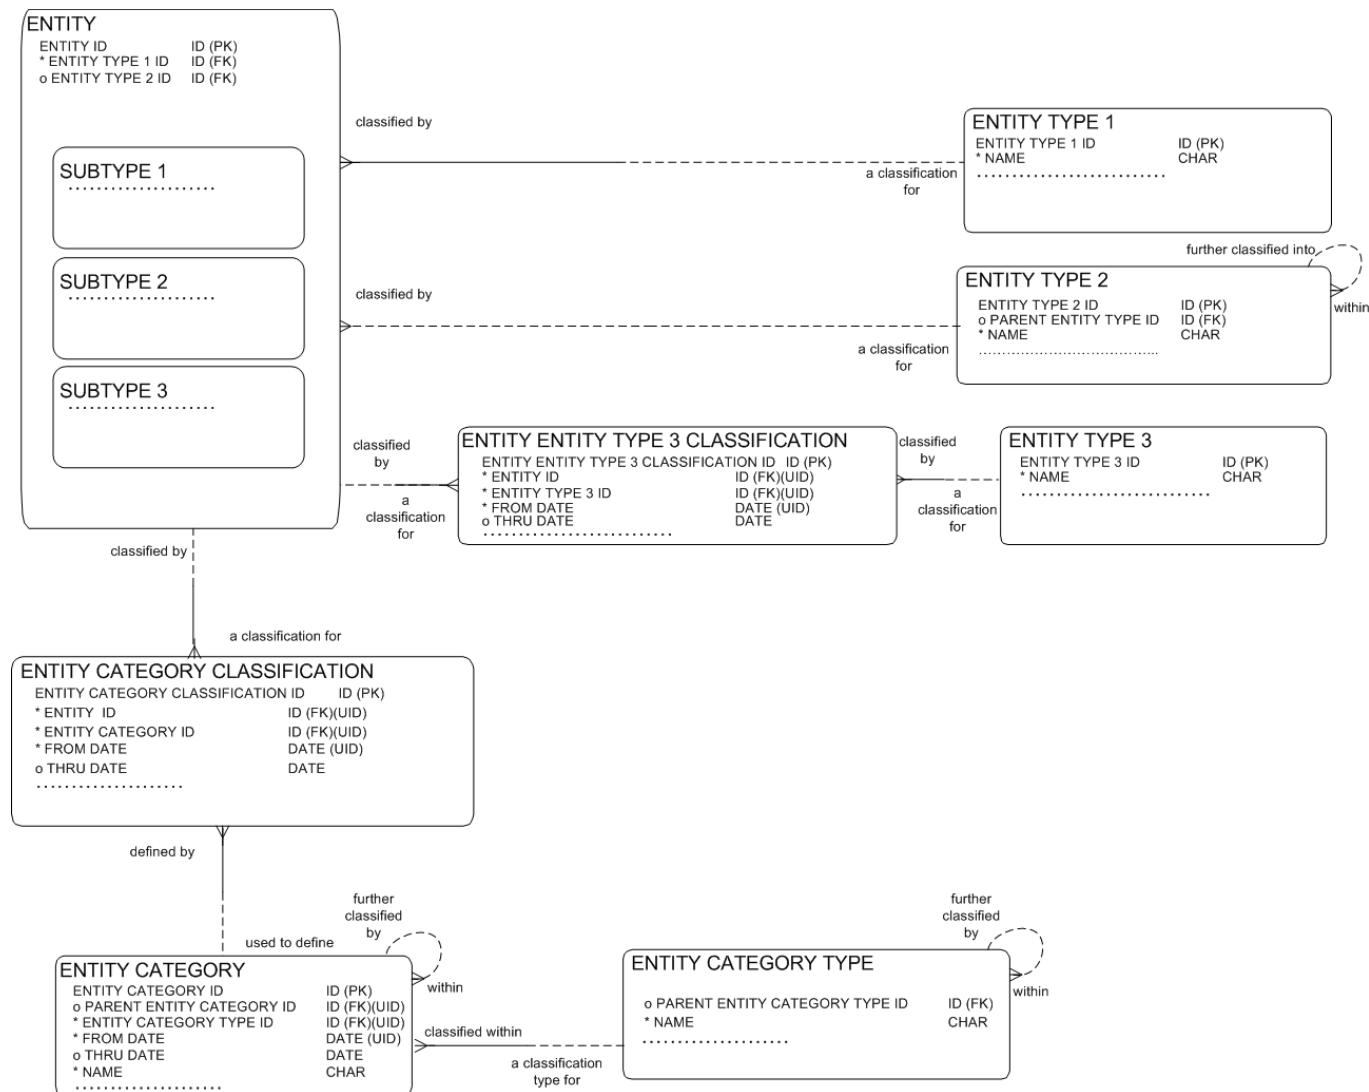 ENTITY
ENTITY ID ID (PK)
* ENTITY TYPE 1 ID ID (FK)
o ENTITY TYPE 2 ID ID (FK)
SUBTYPE 1
SUBTYPE 2
SUBTYPE 3
classified by
a classification
for
ENTITY TYPE 1
ENTITY TYPE 1 ID ID (PK)
* NAME CHAR
classified by
a classification
for
further classified into
within
ENTITY TYPE 2
ENTITY TYPE 2 ID ID (PK)
o PARENT ENTITY TYPE ID ID (FK)
* NAME CHAR
classified
by
a
classification
for
ENTITY ENTITY TYPE 3 CLASSIFICATION
ENTITY ENTITY TYPE 3 CLASSIFICATION ID ID (PK)
* ENTITY ID ID (FK)(UID)
* ENTITY TYPE 3 ID ID (FK)(UID)
* FROM DATE DATE (UID)
o THRU DATE DATE
classified
by
a
classification
for
ENTITY TYPE 3
ENTITY TYPE 3 ID ID (PK)
* NAME CHAR
classified by
a classification for
ENTITY CATEGORY CLASSIFICATION
ENTITY CATEGORY CLASSIFICATION ID ID (PK)
* ENTITY ID ID (FK)(UID)
* ENTITY CATEGORY ID ID (FK)(UID)
* FROM DATE DATE (UID)
o THRU DATE DATE
defined by
used to define
further
classified
by
within
ENTITY CATEGORY
ENTITY CATEGORY ID ID (PK)
o PARENT ENTITY CATEGORY ID ID (FK)(UID)
* ENTITY CATEGORY TYPE ID ID (FK)(UID)
* FROM DATE DATE (UID)
o THRU DATE DATE
* NAME CHAR
classified within
a classification
type for
further
classified
by
within
ENTITY CATEGORY TYPE
o PARENT ENTITY CATEGORY TYPE ID ID (FK)
* NAME CHAR